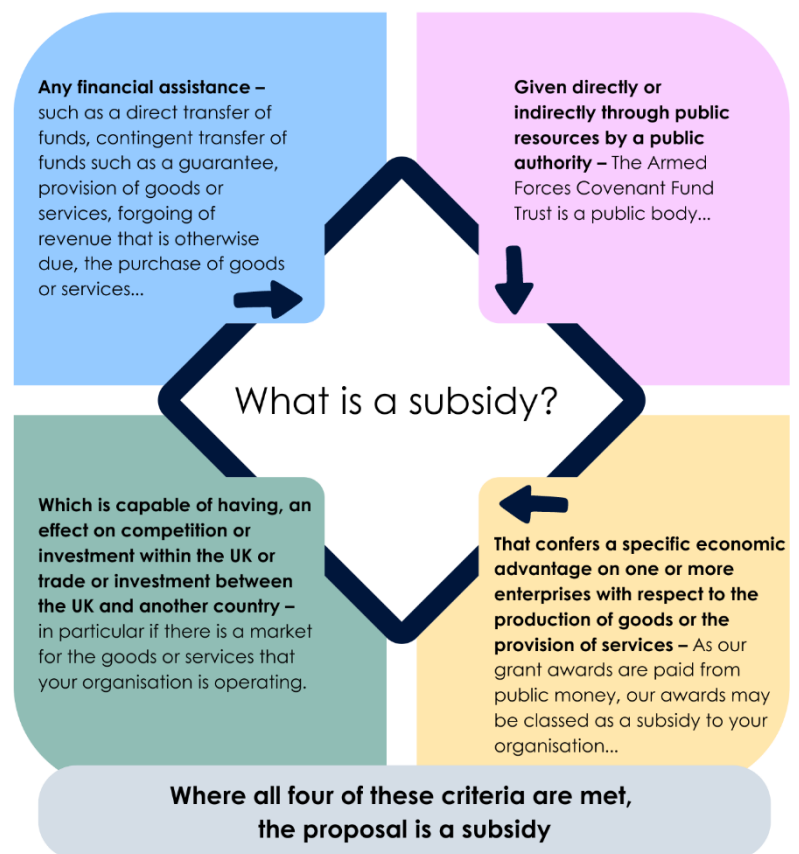 Any financial assistance –
such as a direct transfer of
funds, contingent transfer of
funds such as a guarantee,
provision of goods or
services, forgoing of
revenue that is otherwise
due, the purchase of goods
or services...
Given directly or
indirectly through public
resources by a public
authority – The Armed
Forces Covenant Fund
Trust is a public body...
What is a subsidy?
That confers a specific economic
advantage on one or more
enterprises with respect to the
production of goods or the
provision of services – As our
grant awards are paid from
public money, our awards may
be classed as a subsidy to your
organisation...
Which is capable of having, an
effect on competition or
investment within the UK or
trade or investment between
the UK and another country –
in particular if there is a market
for the goods or services that
your organisation is operating.
Where all four of these criteria are met,
the proposal is a subsidy